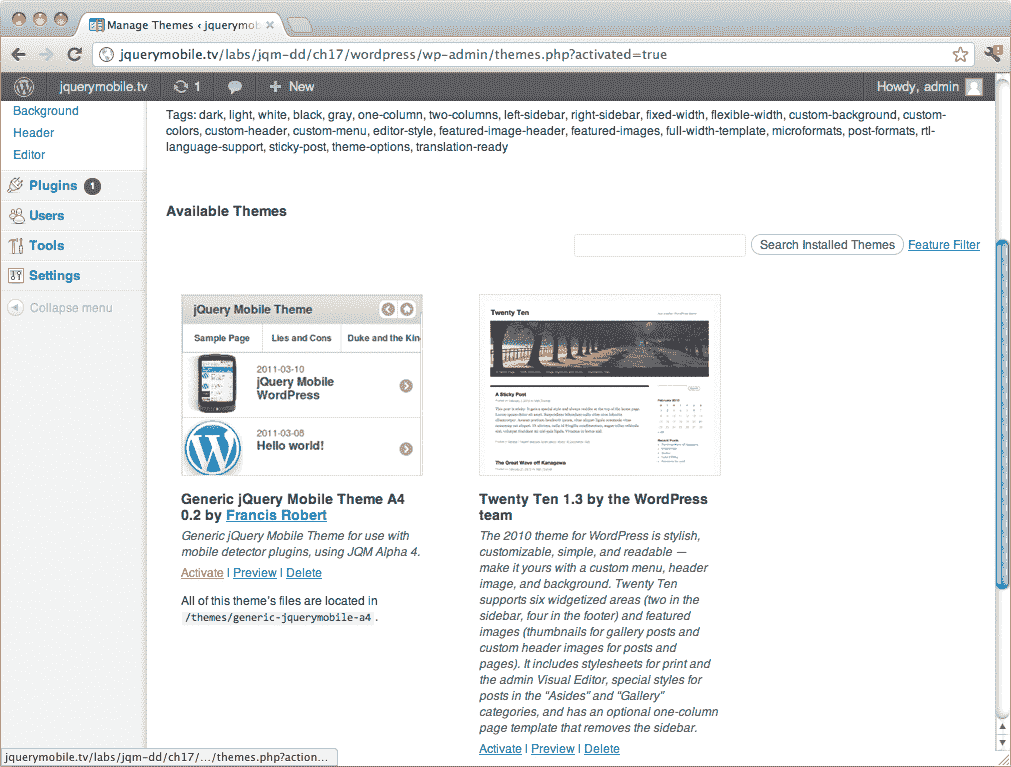 Manage Themes ‹ jquerymob
jquerymobile.tv/labs/jqm-dd/ch17/wordpress/wp-admin/themes.php?activated=true
jquerymobile.tv 1 New Howdy, admin
Background
Header
Editor
Plugins 1
Users
Tools
Settings
Collapse menu
Tags: dark, light, white, black, gray, one-column, two-columns, left-sidebar, right-sidebar, fixed-width, flexible-width, custom-background, custom-
colors, custom-header, custom-menu, editor-style, featured-image-header, featured-images, full-width-template, microformats, post-formats, rtl-
language-support, sticky-post, theme-options, translation-ready
Available Themes
Search Installed Themes Feature Filter
jQuery Mobile Theme
Sample Page Lies and Cons Duke and the Kin
2011-03-10
jQuery Mobile
WordPress
2011-03-08
Hello world!
Generic jQuery Mobile Theme A4
0.2 by Francis Robert
Generic jQuery Mobile Theme for use with
mobile detector plugins, using JQM Alpha 4.
Activate | Preview | Delete
All of this theme's files are located in
/themes/generic-jquerymobile-a4 .
Twenty Ten
A Sticky Post
The Great Wave off Kanagawa
Twenty Ten 1.3 by the WordPress
team
The 2010 theme for WordPress is stylish,
customizable, simple, and readable —
make it yours with a custom menu, header
image, and background. Twenty Ten
supports six widgetized areas (two in the
sidebar, four in the footer) and featured
images (thumbnails for gallery posts and
custom header images for posts and
pages). It includes stylesheets for print and
the admin Visual Editor, special styles for
posts in the "Asides" and "Gallery"
categories, and has an optional one-column
page template that removes the sidebar.
Activate | Preview | Delete
jquerymobile.tv/labs/jqm-dd/ch17/.../themes.php?action...